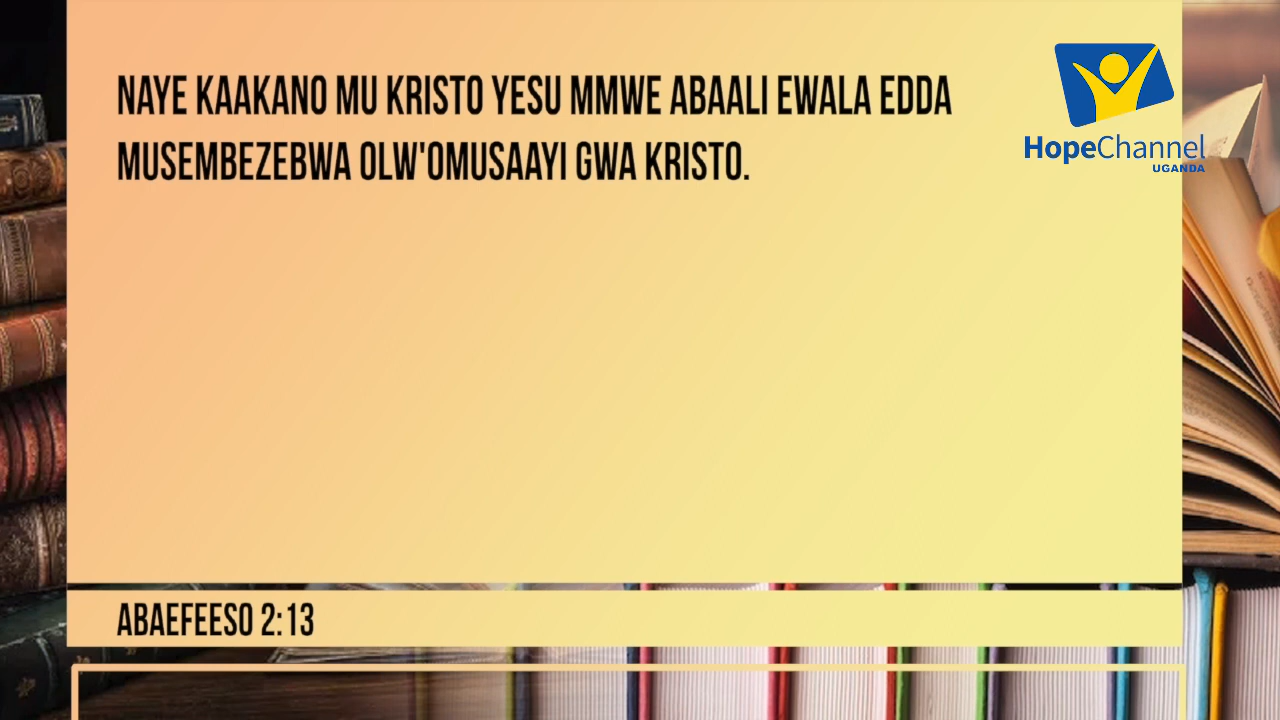 NAYE KAAKANO MU KRISTO YESU MMWE ABAALI EWALA EDDA
MUSEMBEZEBWA OLW'OMUSAAYI GWA KRISTO.
HopeChannel
UGANDA
ABAEFEESO 2:13